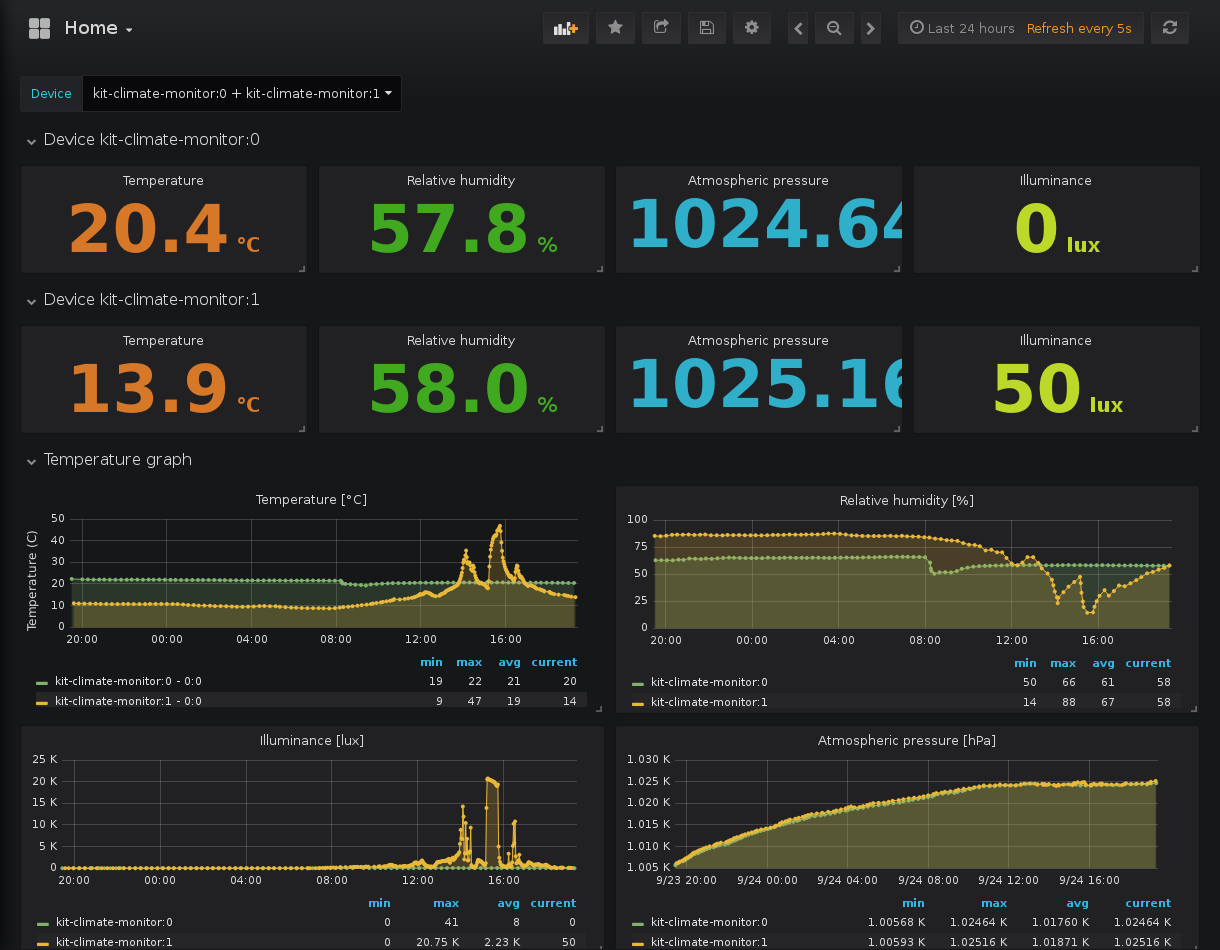 Home
Last 24 hours Refresh every 5s
Device kit-climate-monitor:0 + kit-climate-monitor:1
Device kit-climate-monitor:0
Temperature Relative humidity Atmospheric pressure Illuminance
20.4 °C 57.8 % 1024.64 0 lux
Device kit-climate-monitor:1
Temperature Relative humidity Atmospheric pressure Illuminance
13.9 °C 58.0 % 1025.16 50 lux
Temperature graph
Temperature [°C]
Temperature (C)
50
40
30
20
10
0
20:00 00:00 04:00 08:00 12:00 16:00
min max avg current
kit-climate-monitor:0 - 0:0 19 22 21 20
kit-climate-monitor:1 - 0:0 9 47 19 14
Relative humidity [%]
100
75
50
25
0
20:00 00:00 04:00 08:00 12:00 16:00
min max avg current
kit-climate-monitor:0 50 66 61 58
kit-climate-monitor:1 14 88 67 58
Illuminance [lux]
25 K
20 K
15 K
10 K
5 K
0
20:00 00:00 04:00 08:00 12:00 16:00
min max avg current
kit-climate-monitor:0 0 41 8 0
kit-climate-monitor:1 0 20.75 K 2.23 K 50
Atmospheric pressure [hPa]
1.030 K
1.025 K
1.020 K
1.015 K
1.010 K
1.005 K
9/23 20:00 9/24 00:00 9/24 04:00 9/24 08:00 9/24 12:00 9/24 16:00
min max avg current
kit-climate-monitor:0 1.00568 K 1.02464 K 1.01760 K 1.02464 K
kit-climate-monitor:1 1.00593 K 1.02516 K 1.01871 K 1.02516 K